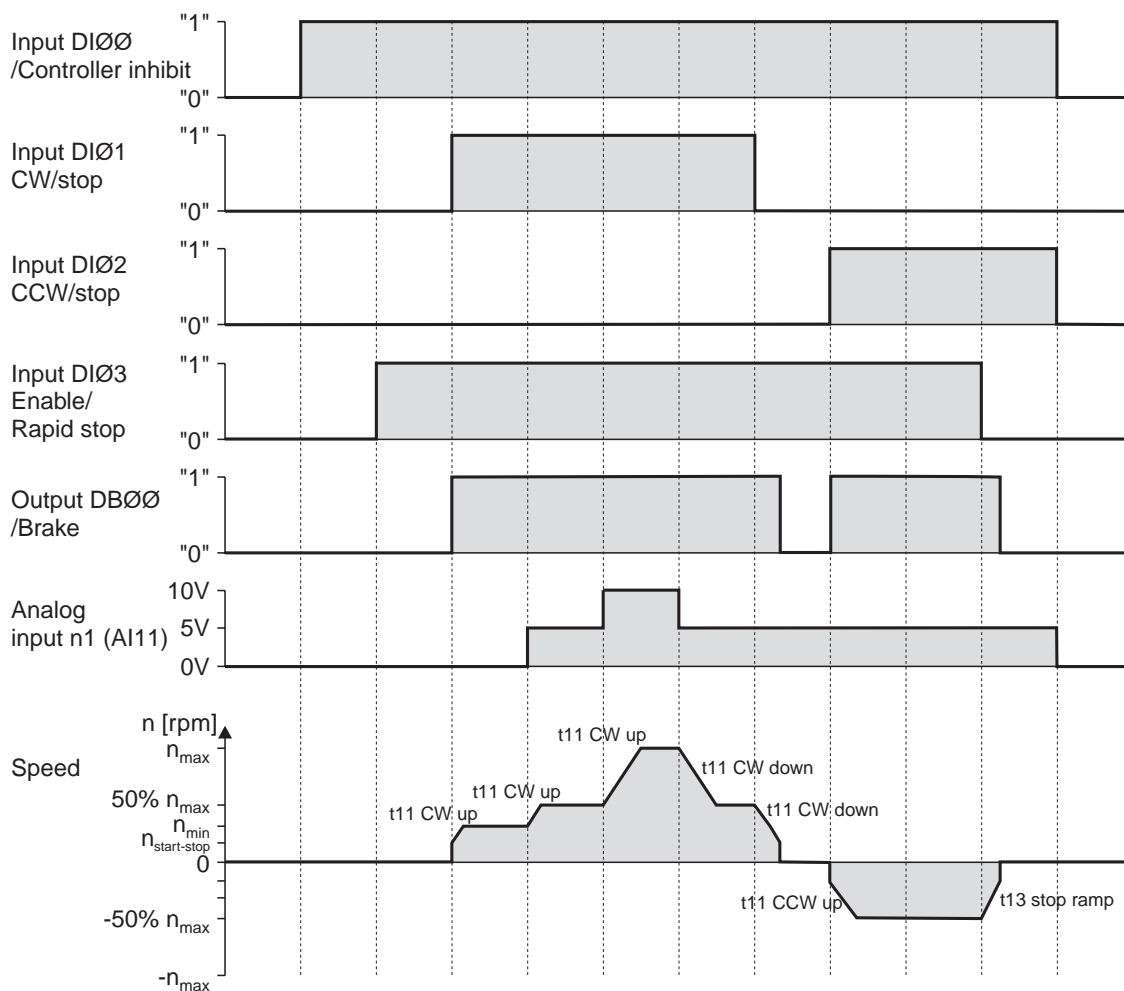 "1"
Input DIØØ
/Controller inhibit
"0"
"1"
Input DIØ1
CW/stop
"0"
"1"
Input DIØ2
CCW/stop
"0"
"1"
Input DIØ3
Enable/
Rapid stop
"0"
"1"
Output DBØØ
/Brake
"0"
10V
Analog
input n1 (AI11)
5V
0V
n [rpm]
nmax
Speed
50% nmax
nmin
nstart-stop
0
-50% nmax
-nmax
t11 CW up
t11 CW up
t11 CW up
t11 CW down
t11 CW down
t11 CCW up
t13 stop ramp